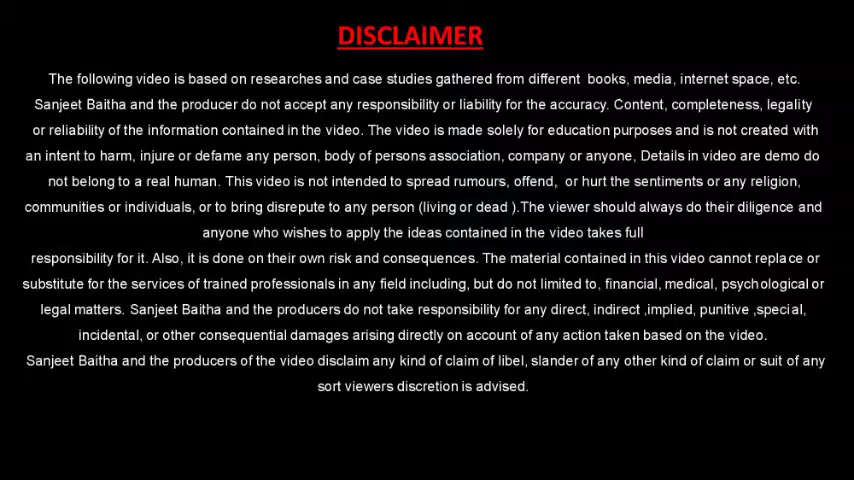 DISCLAIMER
The following video is based on researches and case studies gathered from different books, media, internet space, etc.
Sanjeet Baitha and the producer do not accept any responsibility or liability for the accuracy. Content, completeness, legality
or reliability of the information contained in the video. The video is made solely for education purposes and is not created with
an intent to harm, injure or defame any person, body of persons association, company or anyone, Details in video are demo do
not belong to a real human. This video is not intended to spread rumours, offend, or hurt the sentiments or any religion,
communities or individuals, or to bring disrepute to any person (living or dead ).The viewer should always do their diligence and
anyone who wishes to apply the ideas contained in the video takes full
responsibility for it. Also, it is done on their own risk and consequences. The material contained in this video cannot replace or
substitute for the services of trained professionals in any field including, but do not limited to, financial, medical, psychological or
legal matters. Sanjeet Baitha and the producers do not take responsibility for any direct, indirect ,implied, punitive ,special,
incidental, or other consequential damages arising directly on account of any action taken based on the video.
Sanjeet Baitha and the producers of the video disclaim any kind of claim of libel, slander of any other kind of claim or suit of any
sort viewers discretion is advised.